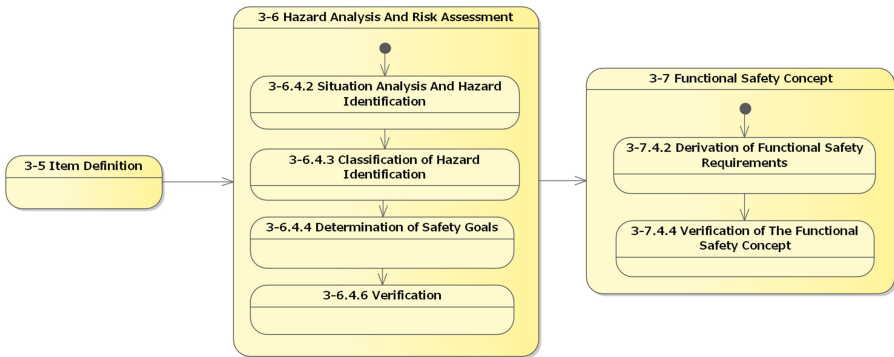 3-5 Item Definition
3-6 Hazard Analysis And Risk Assessment
3-6.4.2 Situation Analysis And Hazard
Identification
3-6.4.3 Classification of Hazard
Identification
3-6.4.4 Determination of Safety Goals
3-6.4.6 Verification
3-7 Functional Safety Concept
3-7.4.2 Derivation of Functional Safety
Requirements
3-7.4.4 Verification of The Functional
Safety Concept